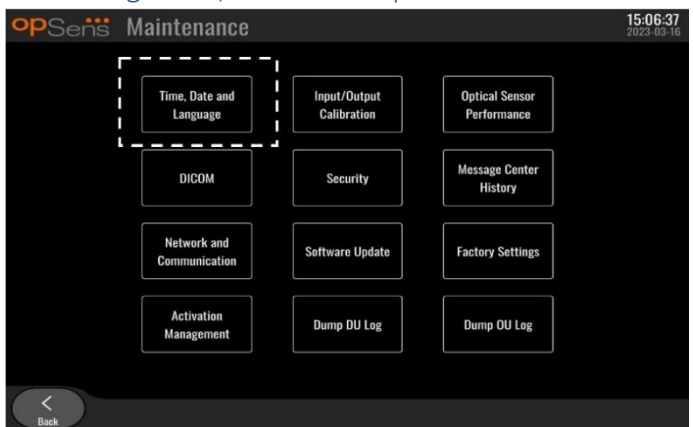 opSens Maintenance
15:06:37
2023-03-16
Time, Date and
Language
Input/Output
Calibration
Optical Sensor
Performance
DICOM
Security
Message Center
History
Network and
Communication
Software Update
Factory Settings
Activation
Management
Dump DU Log
Dump OU Log
Back